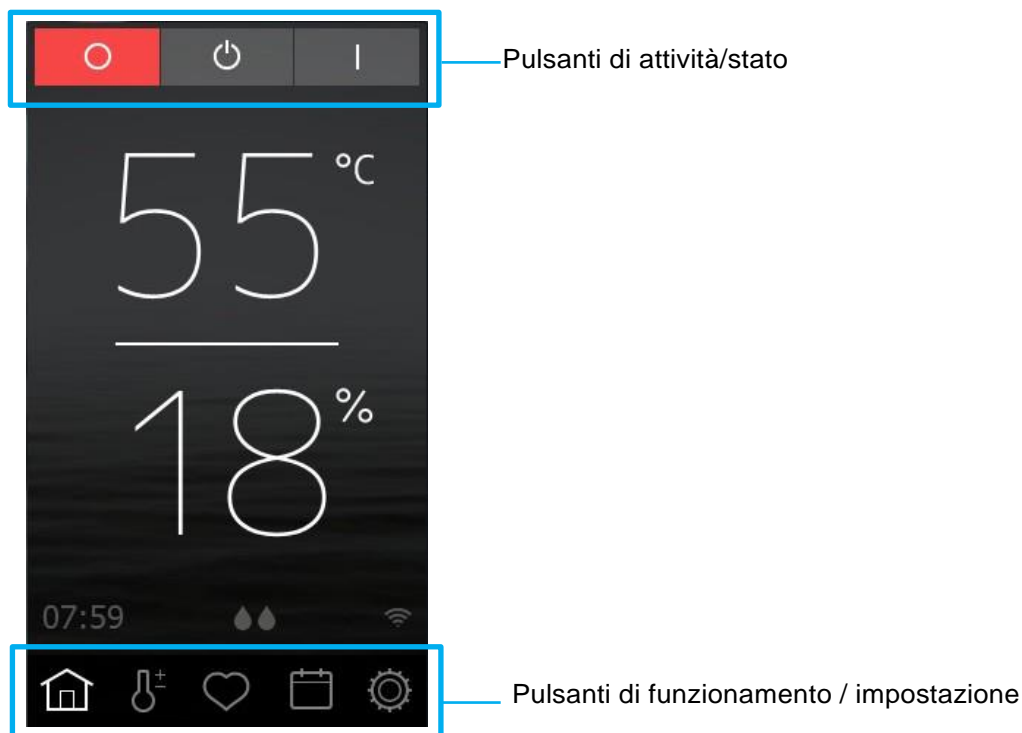 Pulsanti di attività/stato
55 °C
18 %
07:59
Pulsanti di funzionamento / impostazione